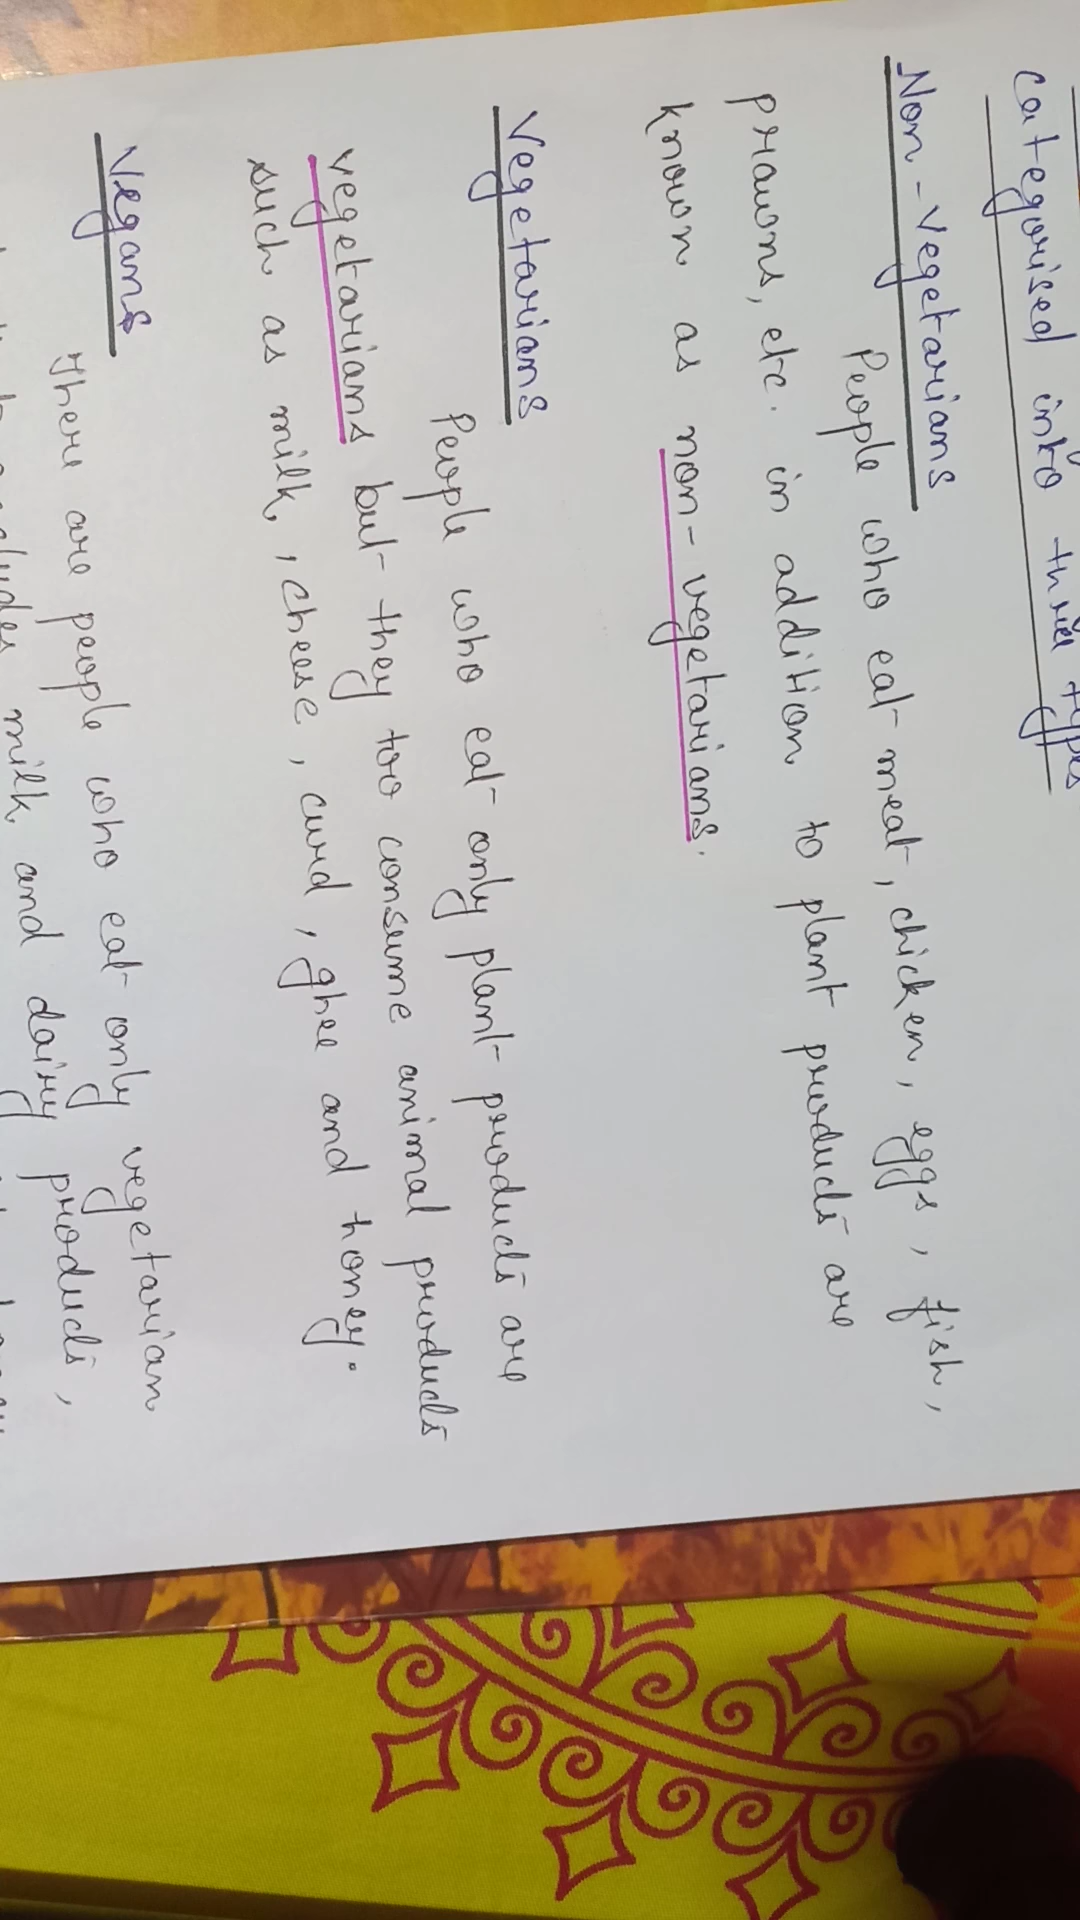 categorised into three types
Non-Vegetarians
People who eat meat, chicken, eggs, fish,
prawns, etc. in addition to plant products are
known as non-vegetarians.
Vegetarians
People who eat only plant products are
vegetarians but they too consume animal products
such as milk, cheese, curd, ghee and honey.
Vegans
There are people who eat only vegetarian
milk and dairy products,